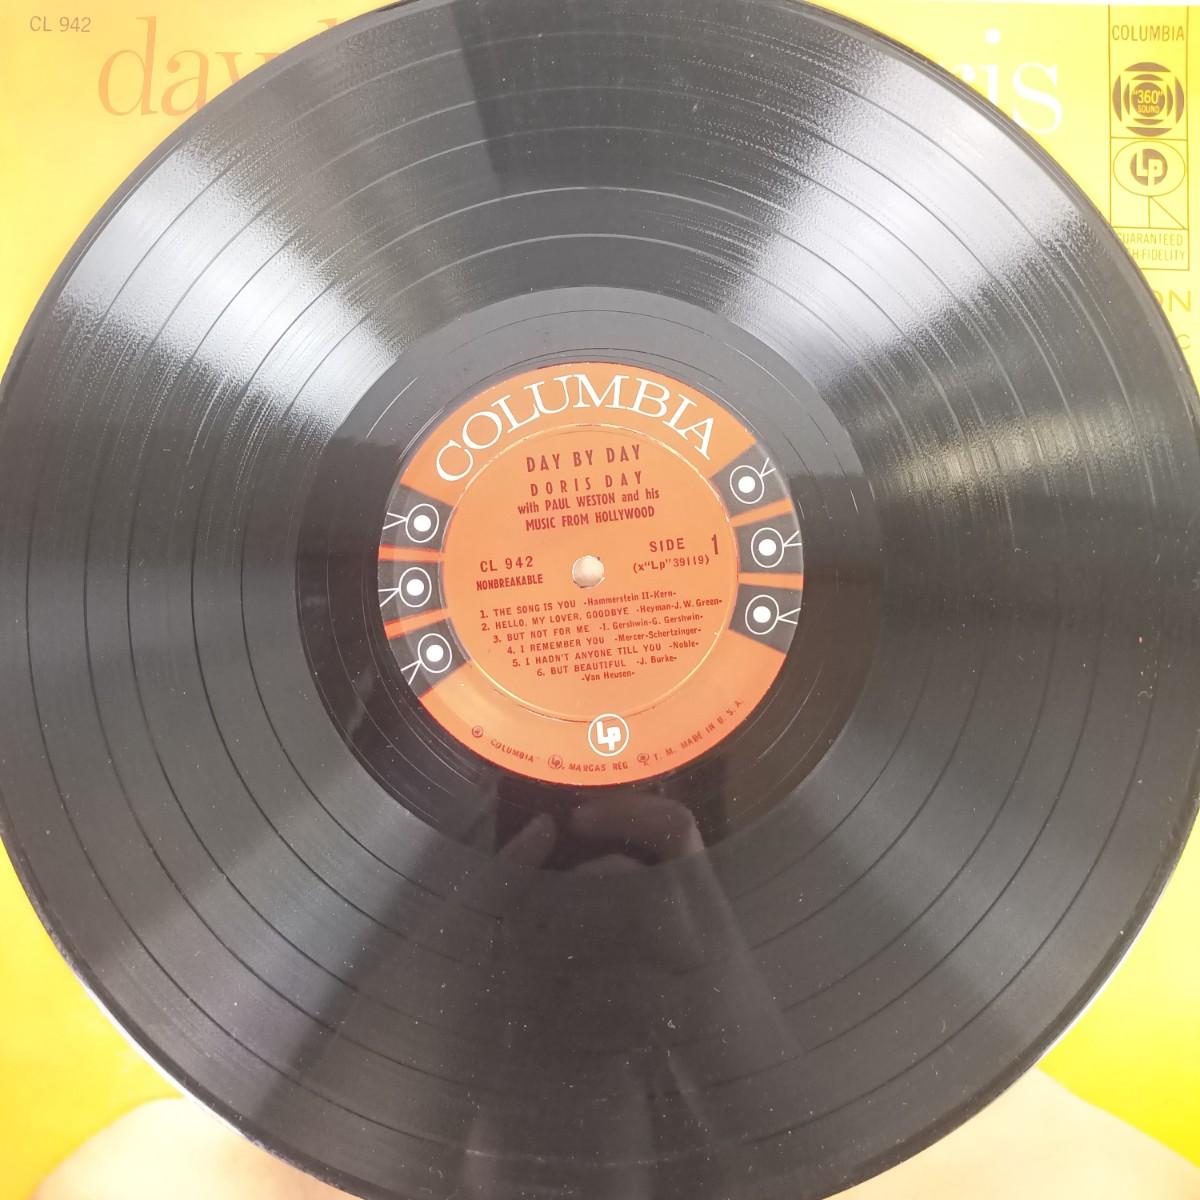 CL 942
COLUMBIA
"360"
SOUND
LP
GUARANTEED
HIGH-FIDELITY
COLUMBIA
DAY BY DAY
DORIS DAY
with PAUL WESTON and his
MUSIC FROM HOLLYWOOD
CL 942
NONBREAKABLE
SIDE 1
(x"Lp"39119)
1. THE SONG IS YOU -Hammerstein II-Kern-
2. HELLO, MY LOVER, GOODBYE -Heyman-J. W. Green-
3. BUT NOT FOR ME -I. Gershwin-G. Gershwin-
4. I REMEMBER YOU -Mercer-Schertzinger-
5. I HADN'T ANYONE TILL YOU -Noble-
6. BUT BEAUTIFUL -J. Burke-
-Van Heusen-
LP
"COLUMBIA" Lp MARCAS REG T. M. MADE IN U. S. A.